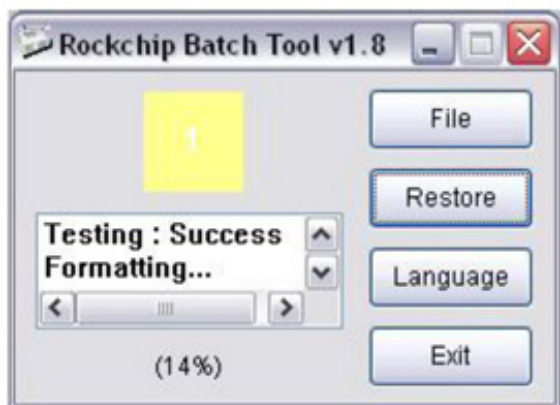 Rockchip Batch Tool v1.8
1
File
Testing : Success
Formatting...
Restore
Language
(14%)
Exit